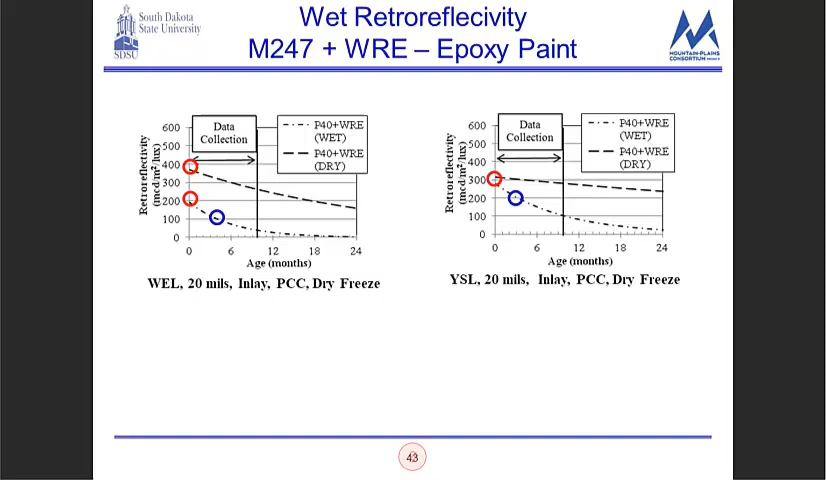 South Dakota
State University
SDSU
Wet Retroreflecivity
M247 + WRE – Epoxy Paint
MOUNTAIN-PLAINS
CONSORTIUM
Data
Collection
P40+WRE
(WET)
P40+WRE
(DRY)
Retroreflectivity
(mcd/m²/lux)
600
500
400
300
200
100
0
0 6 12 18 24
Age (months)
WEL, 20 mils, Inlay, PCC, Dry Freeze
Data
Collection
P40+WRE
(WET)
P40+WRE
(DRY)
Retroreflectivity
(mcd/m²/lux)
600
500
400
300
200
100
0
0 6 12 18 24
Age (months)
YSL, 20 mils, Inlay, PCC, Dry Freeze
43